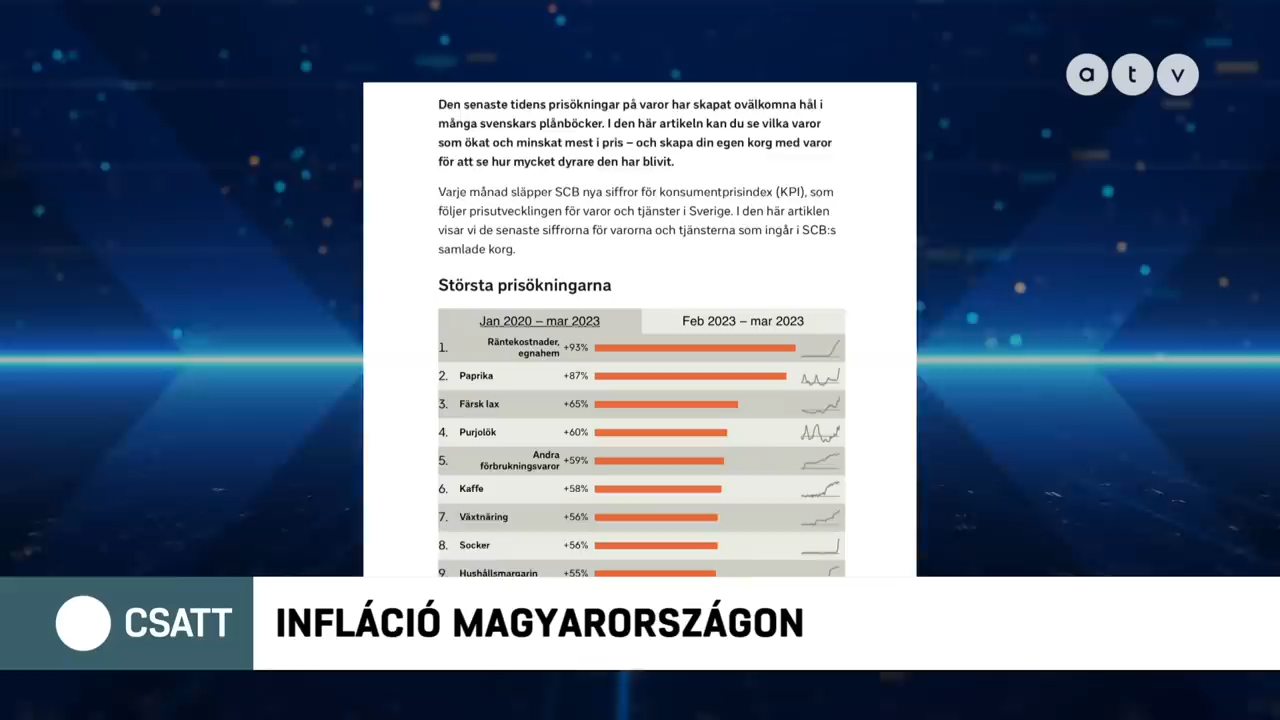 atv
Den senaste tidens prisökningar på varor har skapat ovälkomna hål i
många svenskars plånböcker. I den här artikeln kan du se vilka varor
som ökat och minskat mest i pris – och skapa din egen korg med varor
för att se hur mycket dyrare den har blivit.
Varje månad släpper SCB nya siffror för konsumentprisindex (KPI), som
följer prisutvecklingen för varor och tjänster i Sverige. I den här artiklen
visar vi de senaste siffrorna för varorna och tjänsterna som ingår i SCB:s
samlade korg.
Största prisökningarna
Jan 2020 – mar 2023 Feb 2023 – mar 2023
1. Räntekostnader, egnahem +93%
2. Paprika +87%
3. Färsk lax +65%
4. Purjolök +60%
5. Andra förbrukningsvaror +59%
6. Kaffe +58%
7. Växtnäring +56%
8. Socker +56%
9. Hushållsmargarin +55%
CSATT
INFLÁCIÓ MAGYARORSZÁGON